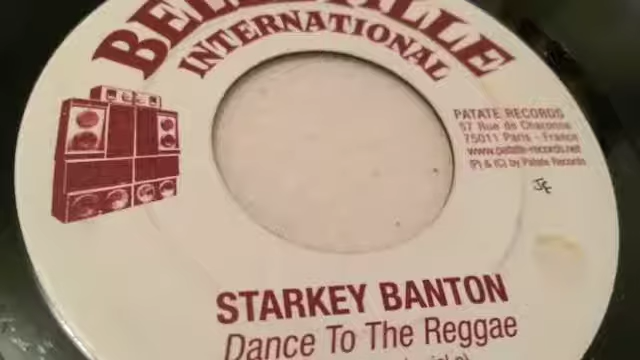 INTERNATIONAL
PATATE RECORDS
57 Rue de Charonne
75011 Paris - France
www.patate-records.net
(P) & (C) by Patate Records
JF
STARKEY BANTON
Dance To The Reggae